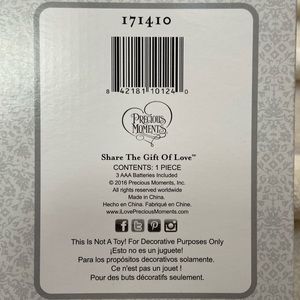 171410
8 42181 10124 0
PRECIOUS
MOMENTS
Share The Gift Of Love™
CONTENTS: 1 PIECE
3 AAA Batteries Included
© 2016 Precious Moments, Inc.
All rights reserved worldwide
Made in China.
Hecho en China. Fabriqué en Chine.
www.iLovePreciousMoments.com
This Is Not A Toy! For Decorative Purposes Only
¡Esto no es un juguete!
Para los propósitos decorativos solamente.
Ce n'est pas un jouet !
Pour des buts décoratifs seulement.